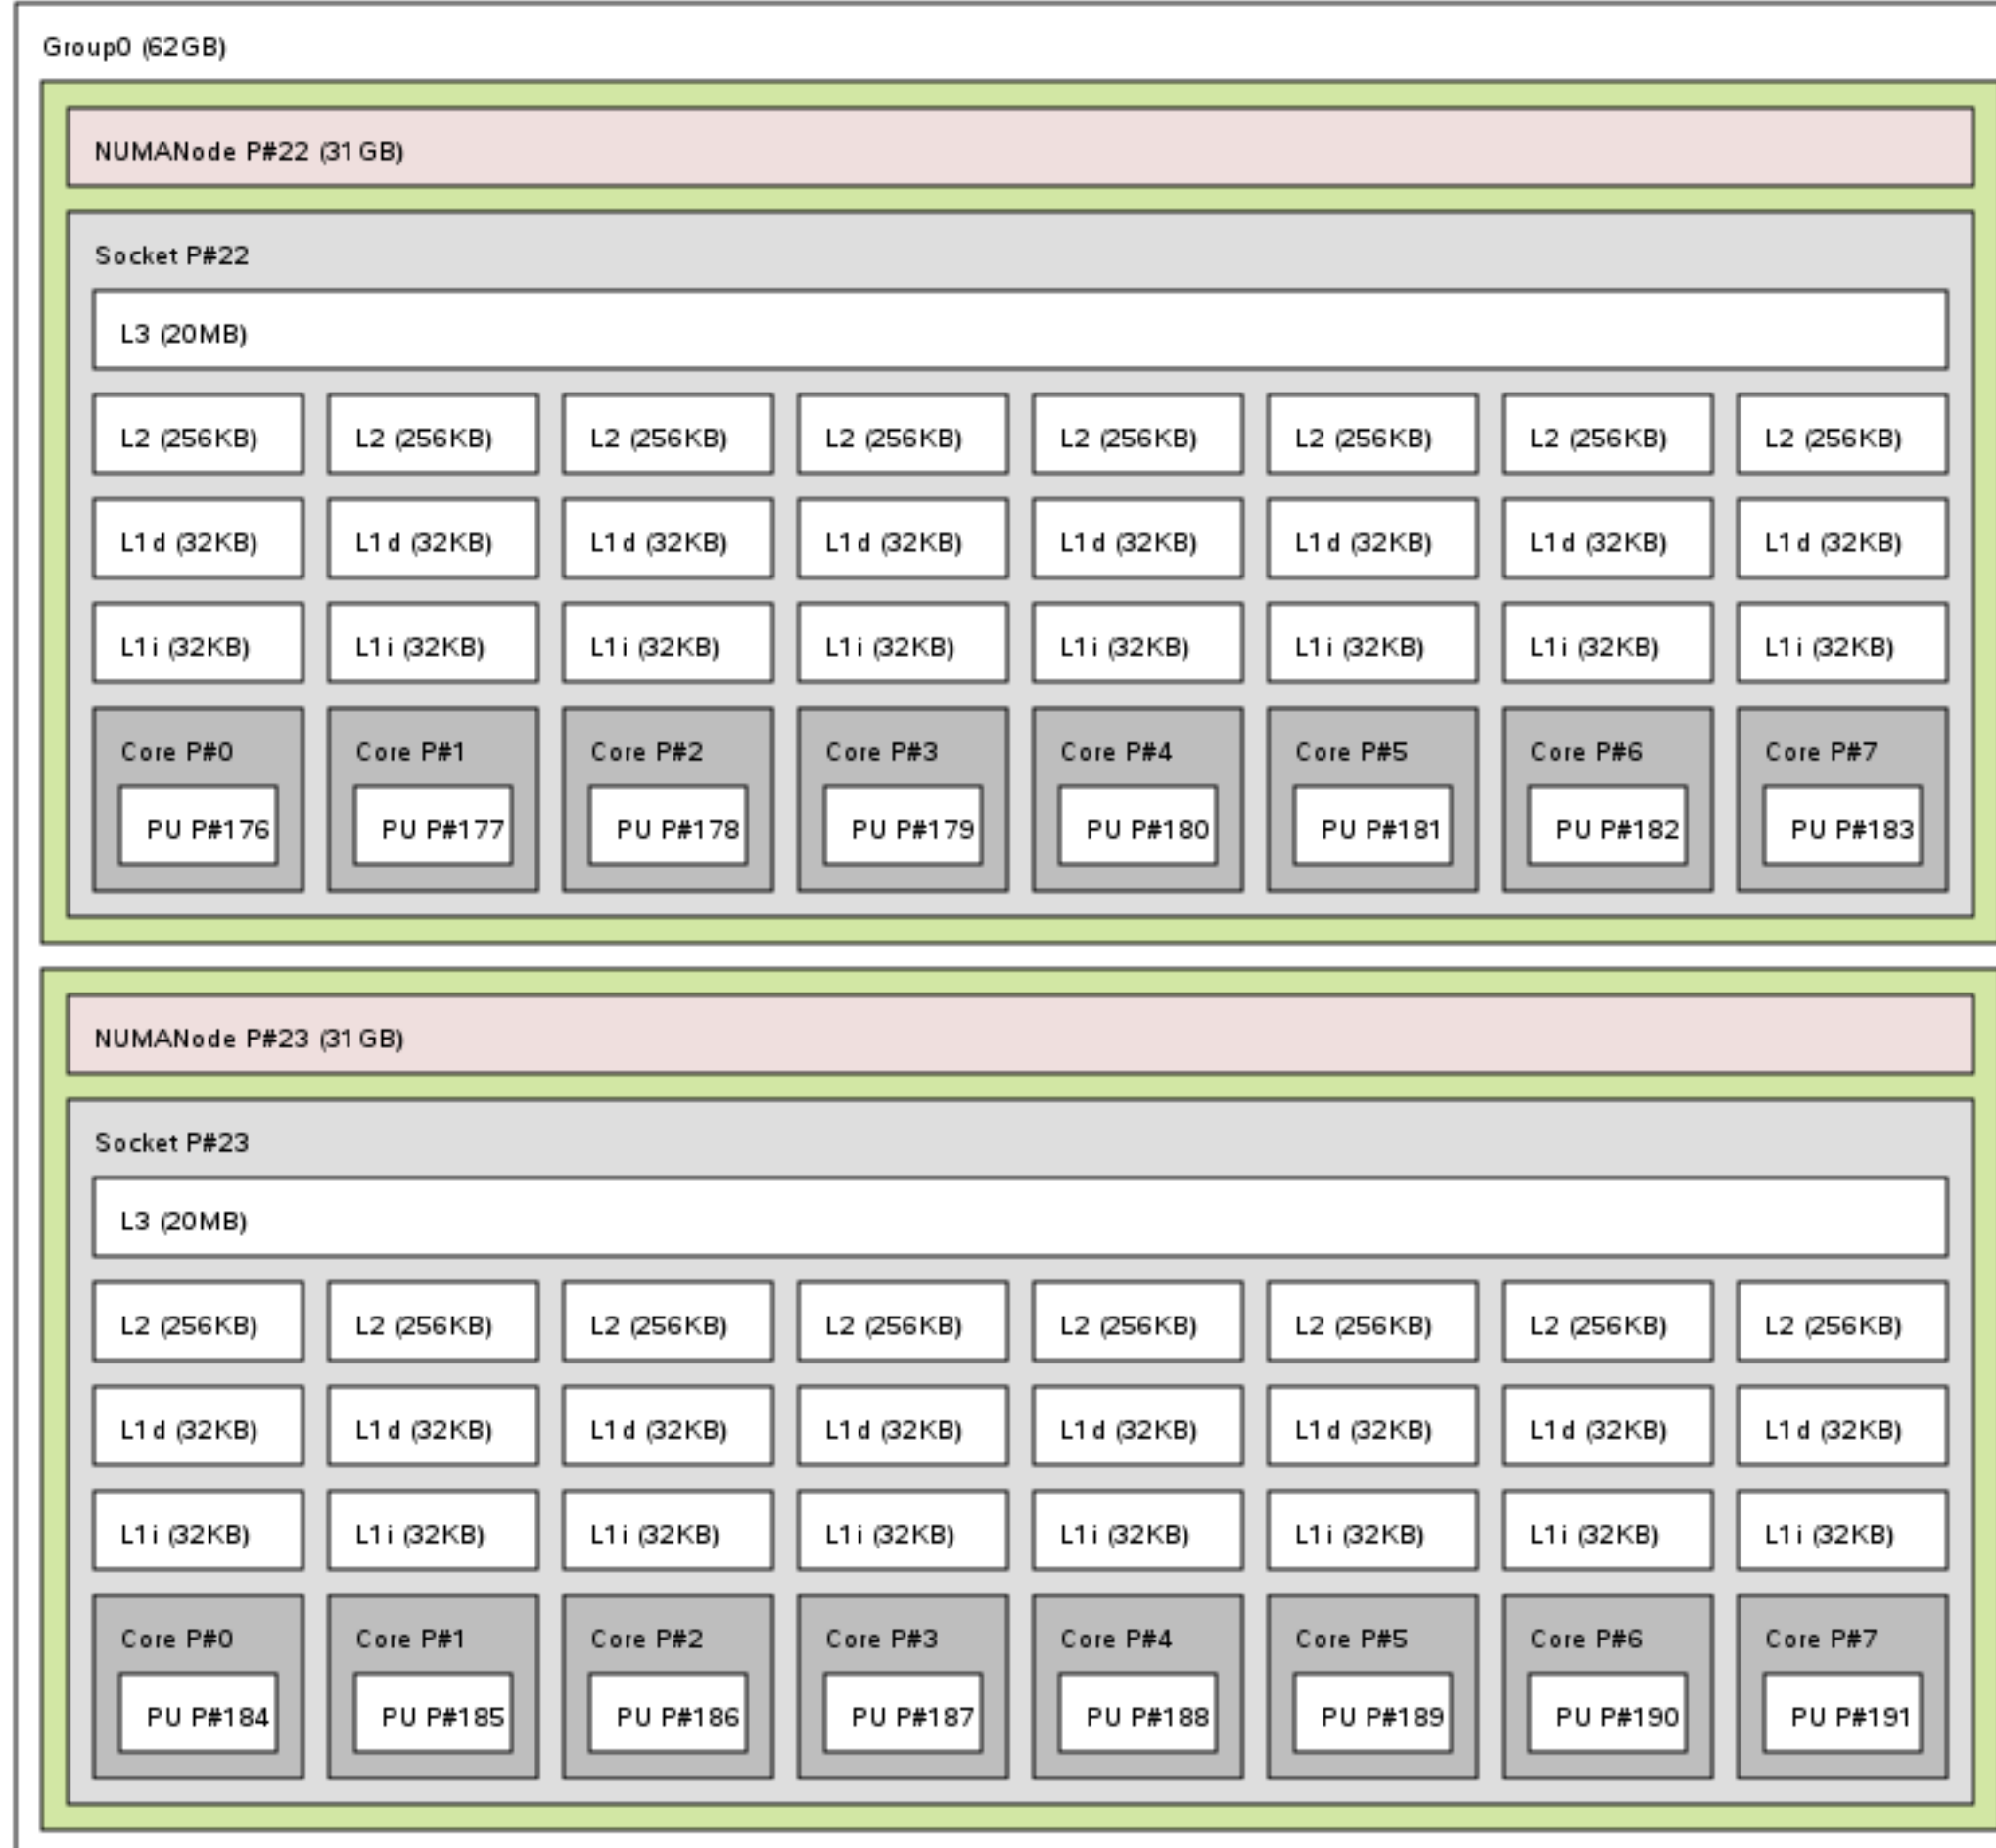 Group0 (62GB)
NUMANode P#22 (31GB)
Socket P#22
L3 (20MB)
L2 (256KB) L2 (256KB) L2 (256KB) L2 (256KB) L2 (256KB) L2 (256KB) L2 (256KB) L2 (256KB)
L1d (32KB) L1d (32KB) L1d (32KB) L1d (32KB) L1d (32KB) L1d (32KB) L1d (32KB) L1d (32KB)
L1i (32KB) L1i (32KB) L1i (32KB) L1i (32KB) L1i (32KB) L1i (32KB) L1i (32KB) L1i (32KB)
Core P#0 Core P#1 Core P#2 Core P#3 Core P#4 Core P#5 Core P#6 Core P#7
PU P#176 PU P#177 PU P#178 PU P#179 PU P#180 PU P#181 PU P#182 PU P#183
NUMANode P#23 (31GB)
Socket P#23
L3 (20MB)
L2 (256KB) L2 (256KB) L2 (256KB) L2 (256KB) L2 (256KB) L2 (256KB) L2 (256KB) L2 (256KB)
L1d (32KB) L1d (32KB) L1d (32KB) L1d (32KB) L1d (32KB) L1d (32KB) L1d (32KB) L1d (32KB)
L1i (32KB) L1i (32KB) L1i (32KB) L1i (32KB) L1i (32KB) L1i (32KB) L1i (32KB) L1i (32KB)
Core P#0 Core P#1 Core P#2 Core P#3 Core P#4 Core P#5 Core P#6 Core P#7
PU P#184 PU P#185 PU P#186 PU P#187 PU P#188 PU P#189 PU P#190 PU P#191